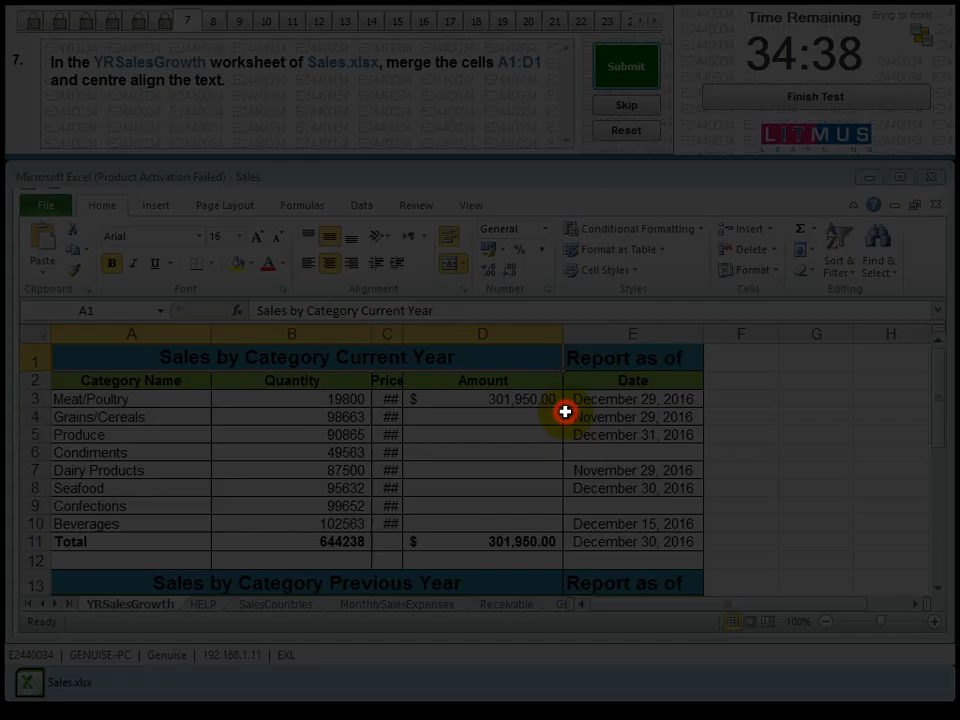 7 8 9 10 11 12 13 14 15 16 17 18 19 20 21 22 23
7. In the YRSalesGrowth worksheet of Sales.xlsx, merge the cells A1:D1
and centre align the text.
Submit
Skip
Reset
Time Remaining
Bring to front
34:38
Finish Test
LITMUS
LEARNING
Microsoft Excel (Product Activation Failed) - Sales
File Home Insert Page Layout Formulas Data Review View
Paste
Clipboard
Arial 16
B I U
Font
Alignment
General
Number
Conditional Formatting
Format as Table
Cell Styles
Styles
Insert
Delete
Format
Cells
Sort & Filter
Find & Select
Editing
A1 fx Sales by Category Current Year
A B C D E F G H
1 Sales by Category Current Year Report as of
2 Category Name Quantity Price Amount Date
3 Meat/Poultry 19800 ## $ 301,950.00 December 29, 2016
4 Grains/Cereals 98663 ## November 29, 2016
5 Produce 90865 ## December 31, 2016
6 Condiments 49563 ##
7 Dairy Products 87500 ## November 29, 2016
8 Seafood 95632 ## December 30, 2016
9 Confections 99652 ##
10 Beverages 102563 ## December 15, 2016
11 Total 644238 $ 301,950.00 December 30, 2016
12
13 Sales by Category Previous Year Report as of
YRSalesGrowth HELP SalesCountries MonthlySalesExpenses Receivable
Ready 100%
E2440034 | GENUISE-PC | Genuise | 192.168.1.11 | EXL
Sales.xlsx